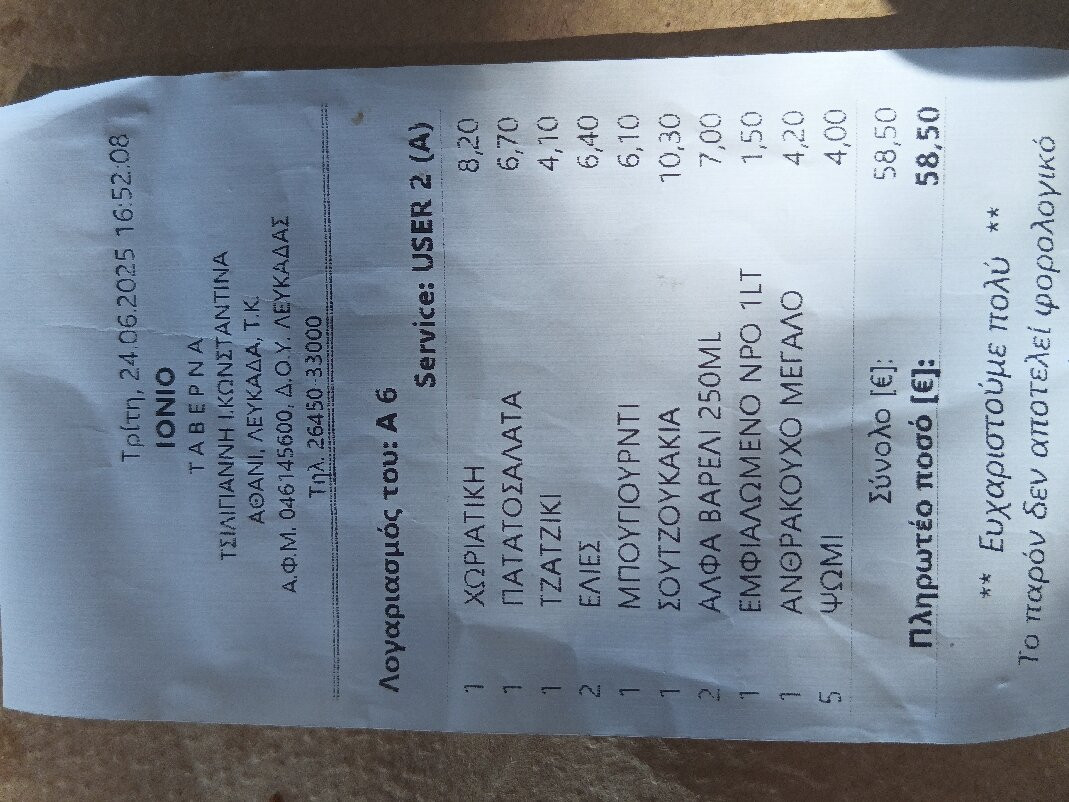 Τρίτη, 24.06.2025 16:52:08
ΙΟΝΙΟ
ΤΑΒΕΡΝΑ
ΤΣΙΛΙΓΙΑΝΝΗ Ι.ΚΩΝΣΤΑΝΤΙΝΑ
ΑΘΑΝΙ, ΛΕΥΚΑΔΑ, Τ.Κ.
Α.Φ.Μ. 046145600, Δ.Ο.Υ. ΛΕΥΚΑΔΑΣ
Τηλ. 26450-33000
Λογαριασμός του: Α 6
Service: USER 2 (A)
1 ΧΩΡΙΑΤΙΚΗ 8,20
1 ΠΑΤΑΤΟΣΑΛΑΤΑ 6,70
1 ΤΖΑΤΖΙΚΙ 4,10
2 ΕΛΙΕΣ 6,40
1 ΜΠΟΥΓΙΟΥΡΝΤΙ 6,10
1 ΣΟΥΤΖΟΥΚΑΚΙΑ 10,30
2 ΑΛΦΑ ΒΑΡΕΛΙ 250ML 7,00
1 ΕΜΦΙΑΛΩΜΕΝΟ ΝΡΟ 1LT 1,50
1 ΑΝΘΡΑΚΟΥΧΟ ΜΕΓΑΛΟ 4,20
5 ΨΩΜΙ 4,00
Σύνολο [€]: 58,50
Πληρωτέο ποσό [€]: 58,50
** Ευχαριστούμε πολύ **
Το παρόν δεν αποτελεί φορολογικό